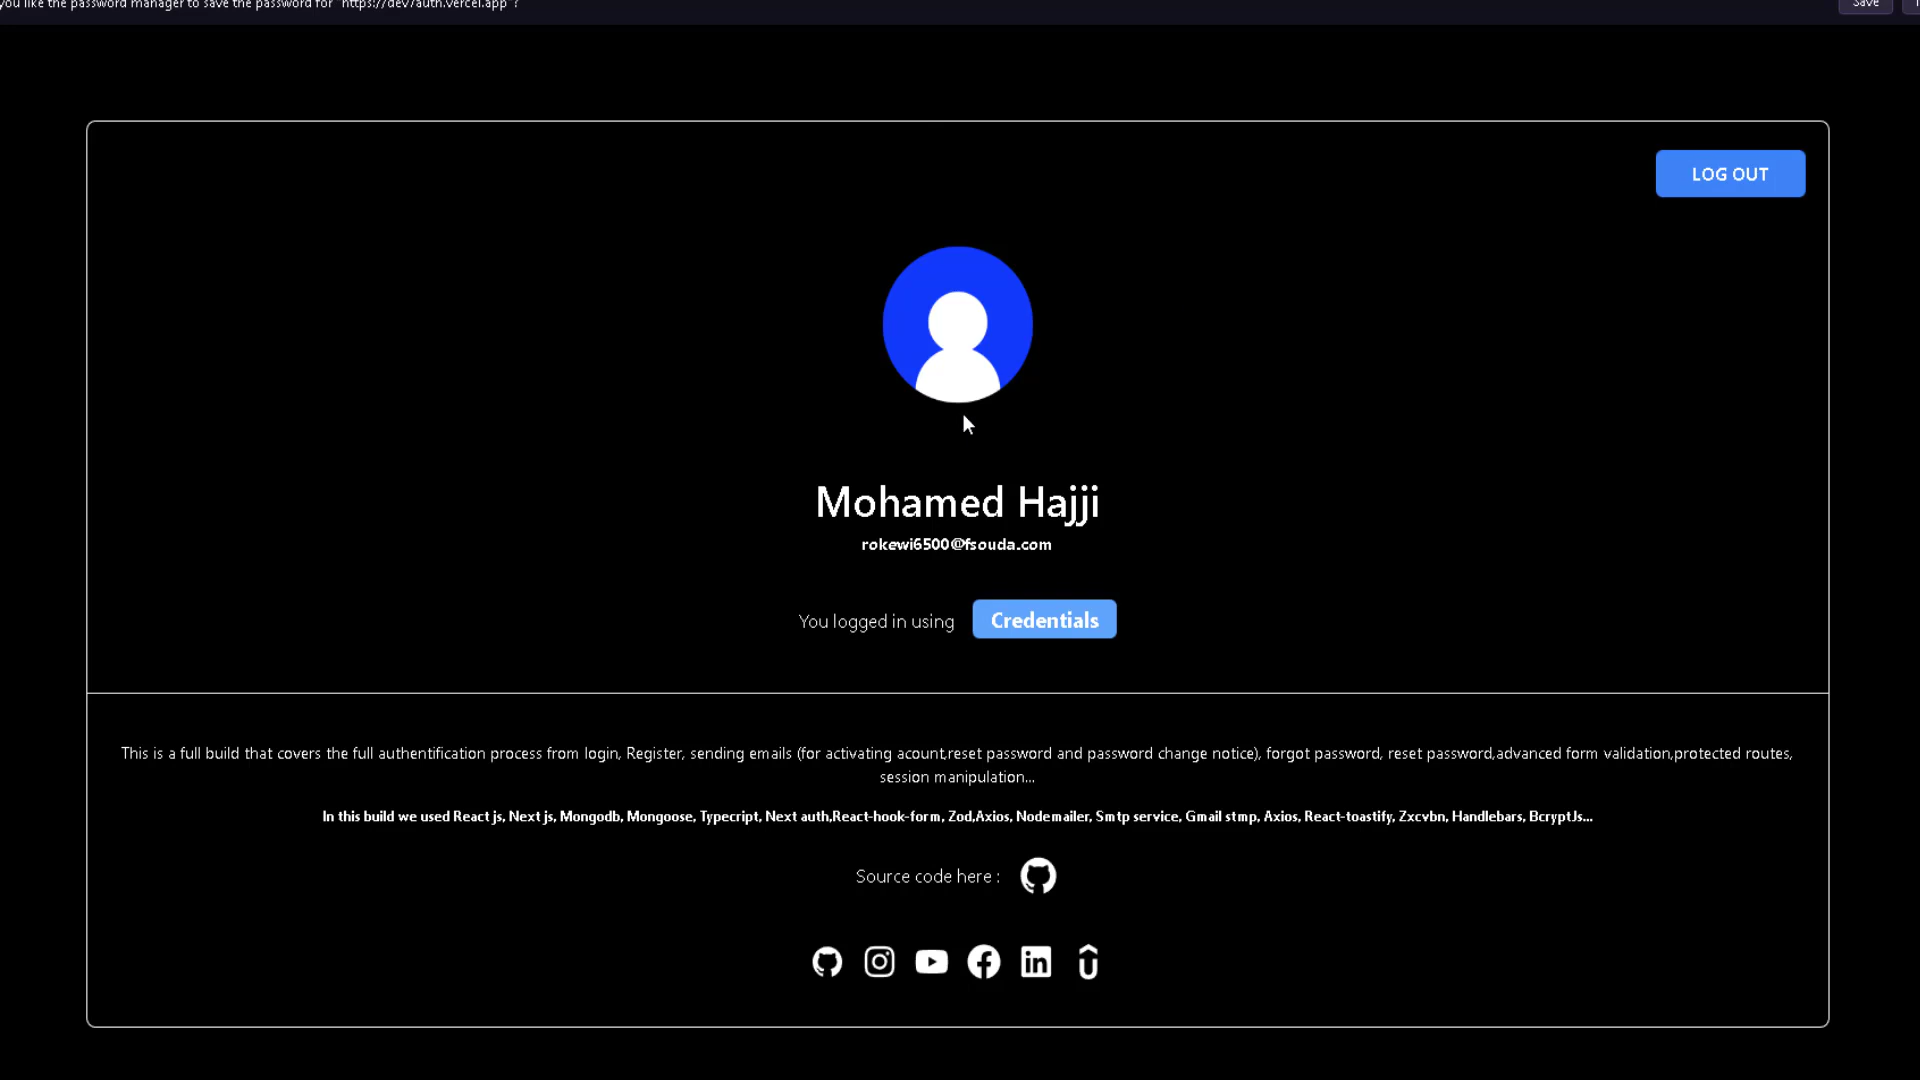 you like the password manager to save the password for "https://dev7auth.vercel.app"?
Save
LOG OUT
Mohamed Hajji
rokewi6500@fsouda.com
You logged in using
Credentials
This is a full build that covers the full authentification process from login, Register, sending emails (for activating acount,reset password and password change notice), forgot password, reset password,advanced form validation,protected routes,
session manipulation...
In this build we used React js, Next js, Mongodb, Mongoose, Typecript, Next auth,React-hook-form, Zod,Axios, Nodemailer, Smtp service, Gmail stmp, Axios, React-toastify, Zxcvbn, Handlebars, BcryptJs...
Source code here :
in